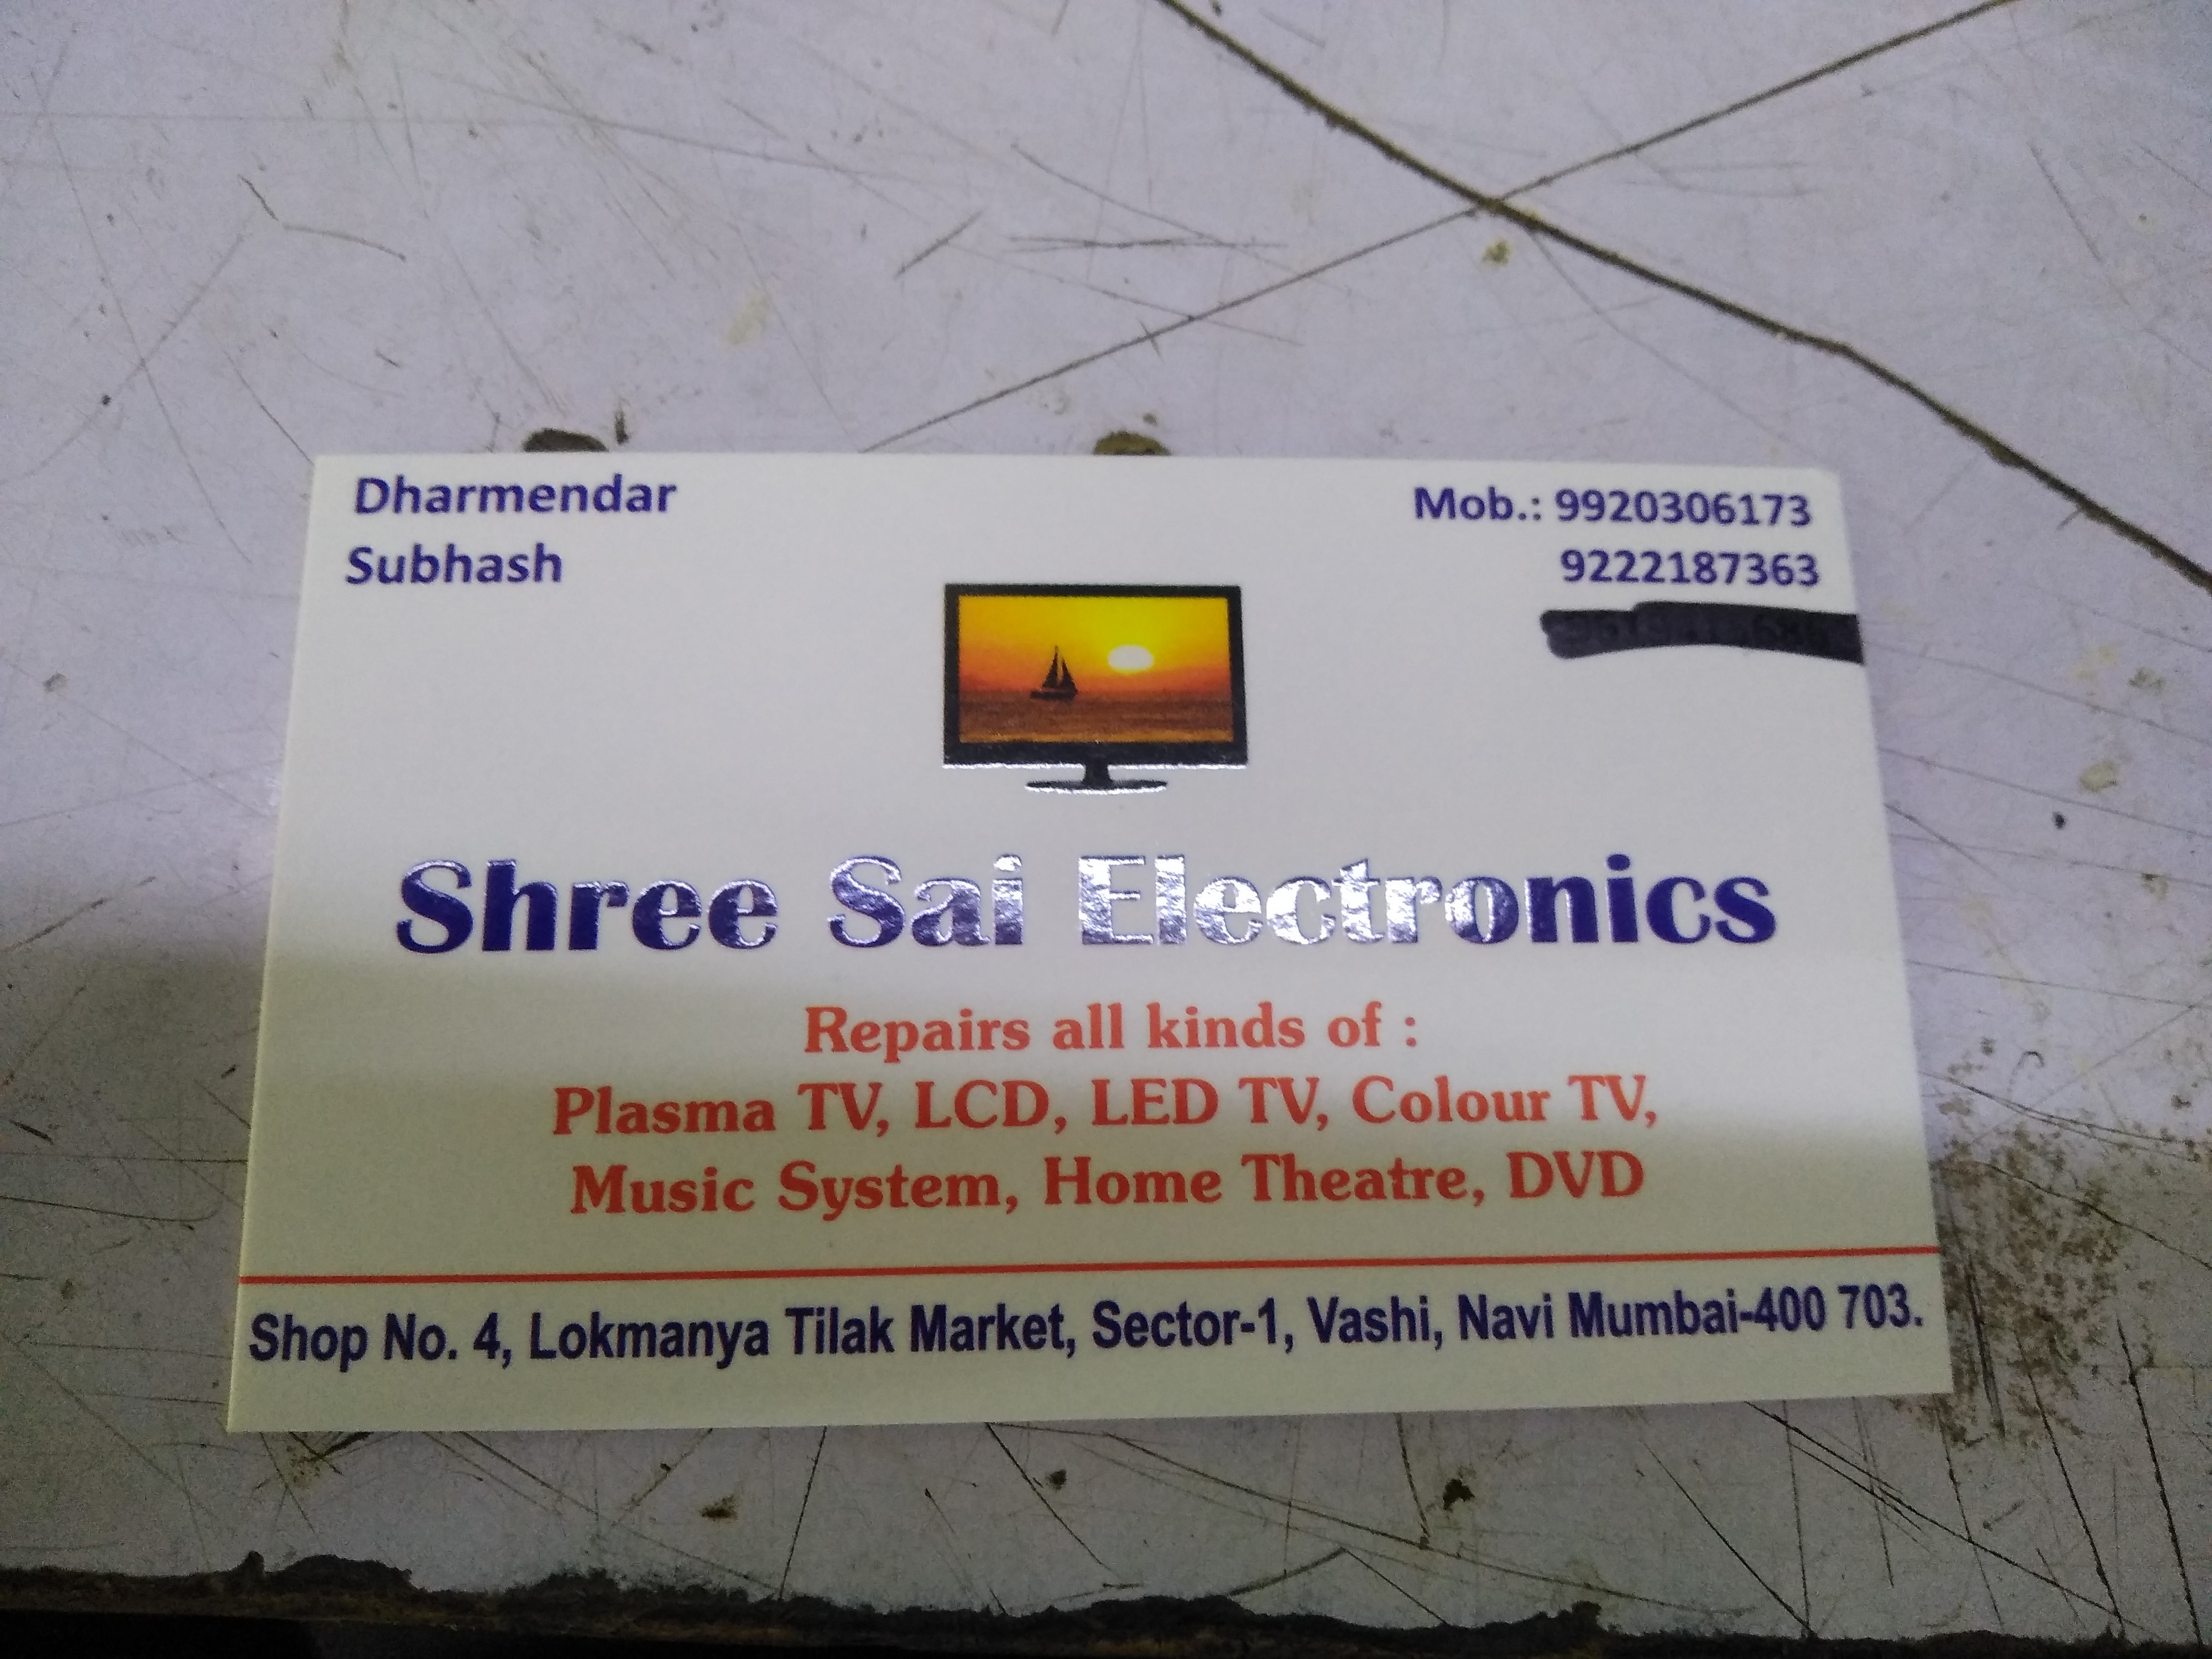 Dharmendar
Subhash
Mob.: 9920306173
9222187363
Shree Sai Electronics
Repairs all kinds of :
Plasma TV, LCD, LED TV, Colour TV,
Music System, Home Theatre, DVD
Shop No. 4, Lokmanya Tilak Market, Sector-1, Vashi, Navi Mumbai-400 703.